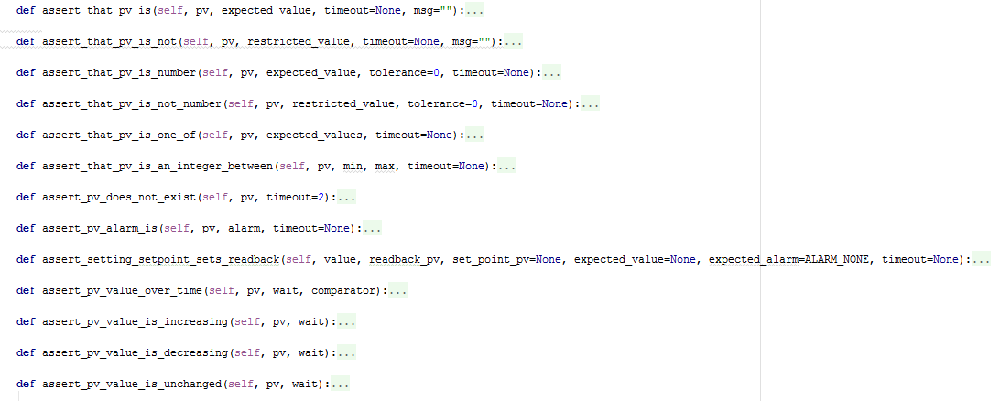 def assert_that_pv_is(self, pv, expected_value, timeout=None, msg=""):...
def assert_that_pv_is_not(self, pv, restricted_value, timeout=None, msg=""):...
def assert_that_pv_is_number(self, pv, expected_value, tolerance=0, timeout=None):...
def assert_that_pv_is_not_number(self, pv, restricted_value, tolerance=0, timeout=None):...
def assert_that_pv_is_one_of(self, pv, expected_values, timeout=None):...
def assert_that_pv_is_an_integer_between(self, pv, min, max, timeout=None):...
def assert_pv_does_not_exist(self, pv, timeout=2):...
def assert_pv_alarm_is(self, pv, alarm, timeout=None):...
def assert_setting_setpoint_sets_readback(self, value, readback_pv, set_point_pv=None, expected_value=None, expected_alarm=ALARM_NONE, timeout=None):...
def assert_pv_value_over_time(self, pv, wait, comparator):...
def assert_pv_value_is_increasing(self, pv, wait):...
def assert_pv_value_is_decreasing(self, pv, wait):...
def assert_pv_value_is_unchanged(self, pv, wait):...